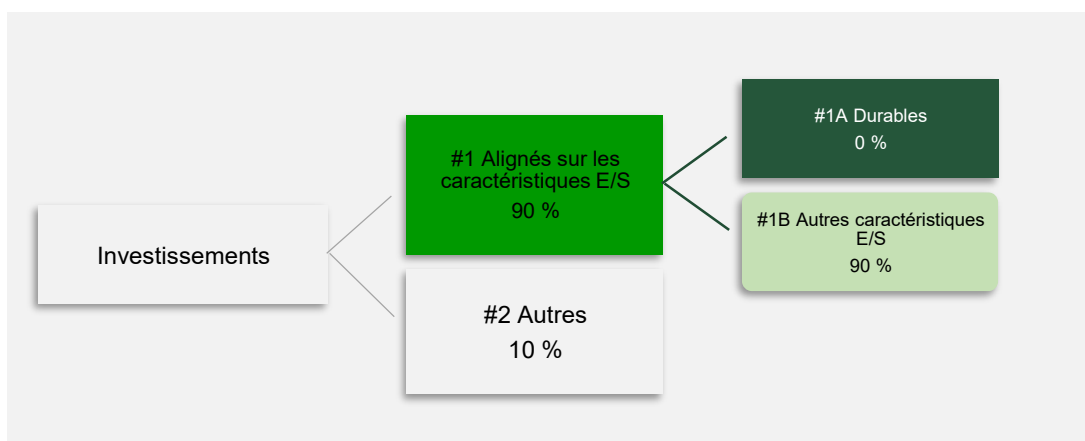 Investissements
#1 Alignés sur les
caractéristiques E/S
90 %
#2 Autres
10 %
#1A Durables
0 %
#1B Autres caractéristiques
E/S
90 %